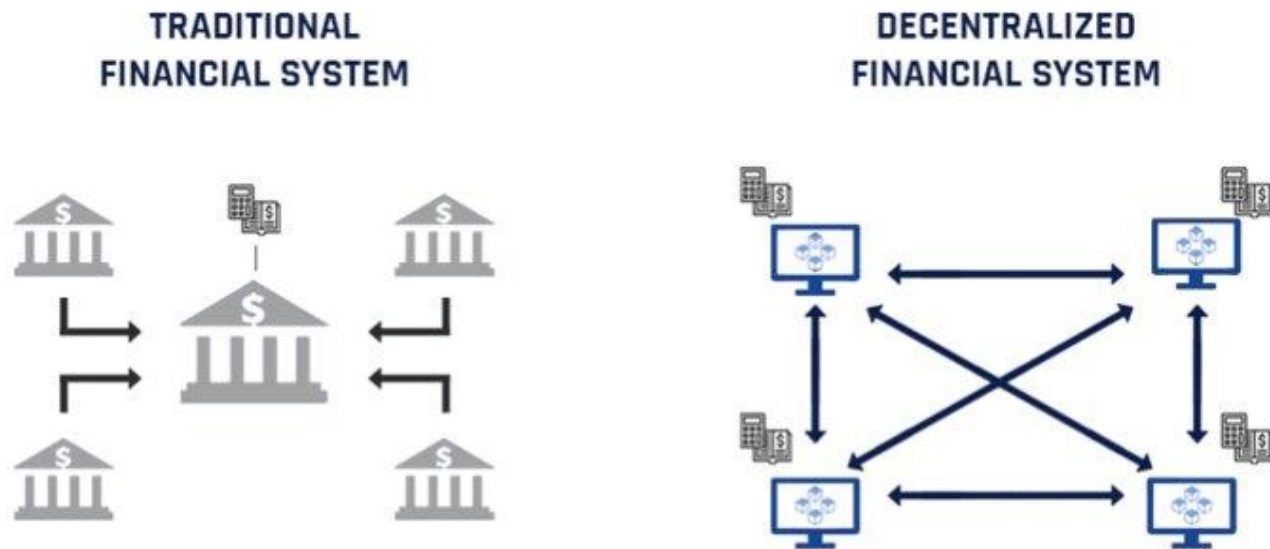 TRADITIONAL
FINANCIAL SYSTEM
DECENTRALIZED
FINANCIAL SYSTEM
$
$
$
$
$
$
$
$
$
$